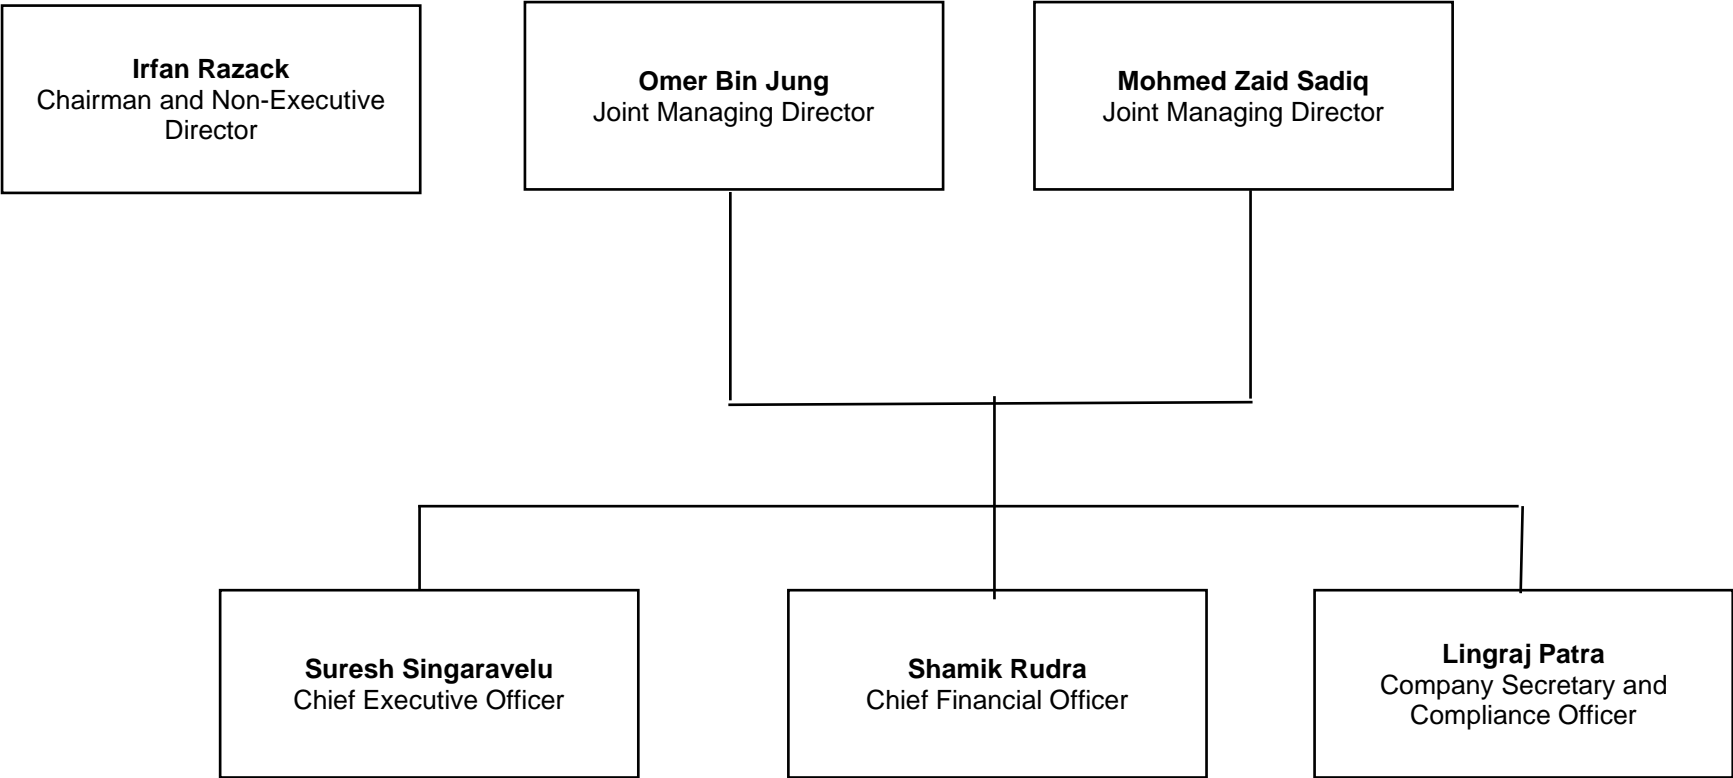 Irfan Razack
Chairman and Non-Executive
Director
Omer Bin Jung
Joint Managing Director
Mohmed Zaid Sadiq
Joint Managing Director
Suresh Singaravelu
Chief Executive Officer
Shamik Rudra
Chief Financial Officer
Lingraj Patra
Company Secretary and
Compliance Officer